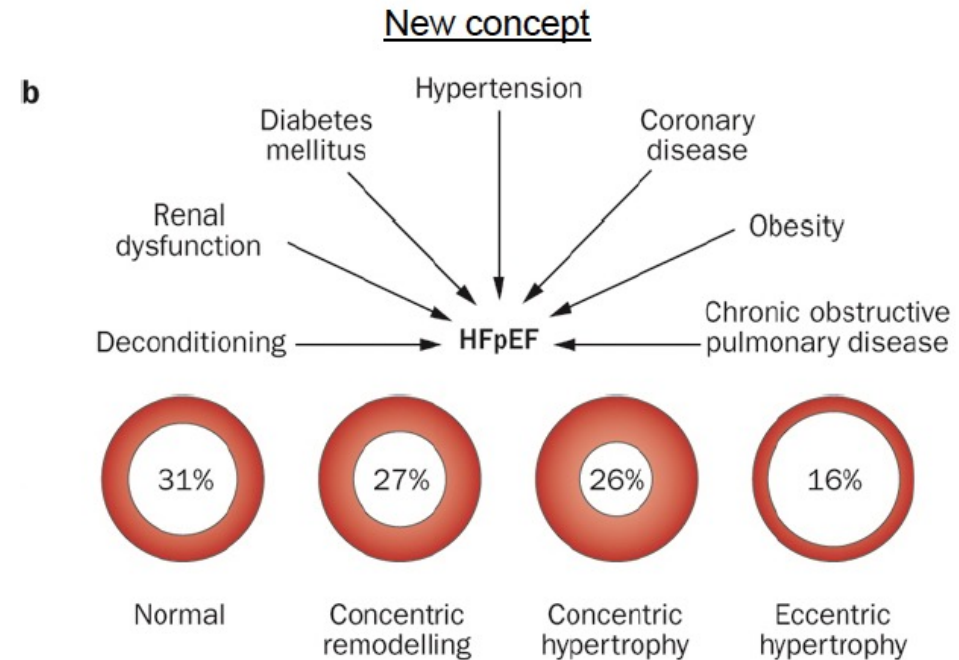 New concept
b
Hypertension
Diabetes
mellitus
Coronary
disease
Renal
dysfunction
Obesity
Deconditioning
HFpEF
Chronic obstructive
pulmonary disease
31%
27%
26%
16%
Normal
Concentric
remodelling
Concentric
hypertrophy
Eccentric
hypertrophy